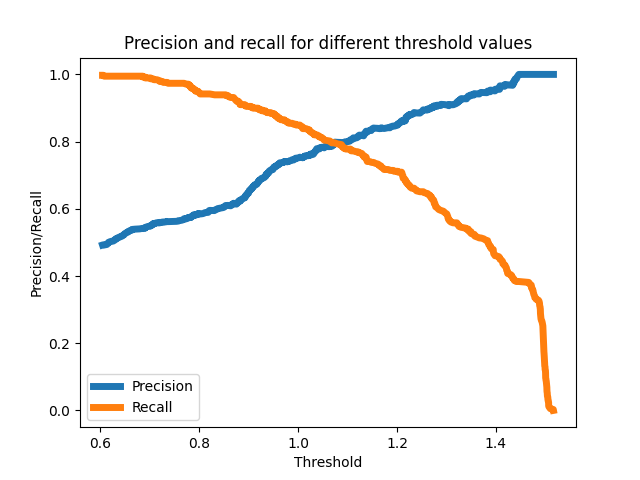 Precision and recall for different threshold values
Precision/Recall
1.0
0.8
0.6
0.4
0.2
0.0
Precision
Recall
0.6 0.8 1.0 1.2 1.4
Threshold